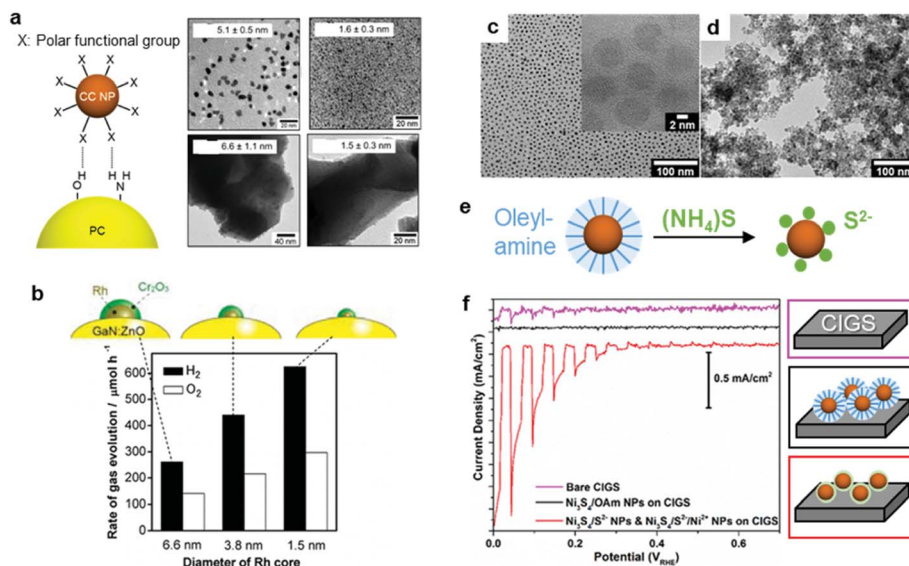 a
X: Polar functional group
X
X
X
X
X
X
X
X
CC NP
H
O
H
N
H
PC
5.1 ± 0.5 nm
20 nm
1.6 ± 0.3 nm
20 nm
6.6 ± 1.1 nm
40 nm
1.5 ± 0.3 nm
20 nm
b
Rh
Cr₂O₃
GaN:ZnO
Rate of gas evolution / μmol h⁻¹
600
500
400
300
200
100
0
H₂
O₂
6.6 nm
3.8 nm
1.5 nm
Diameter of Rh core
c
2 nm
100 nm
d
100 nm
e
Oleyl-
amine
(NH₄)S
S²⁻
f
Current Density (mA/cm²)
0.5 mA/cm²
Bare CIGS
Ni₃S₄/OAm NPs on CIGS
Ni₃S₄/S²⁻ NPs & Ni₃S₄/S²⁻/Ni²⁺ NPs on CIGS
0.0
0.2
0.4
0.6
Potential (V_RHE)
CIGS